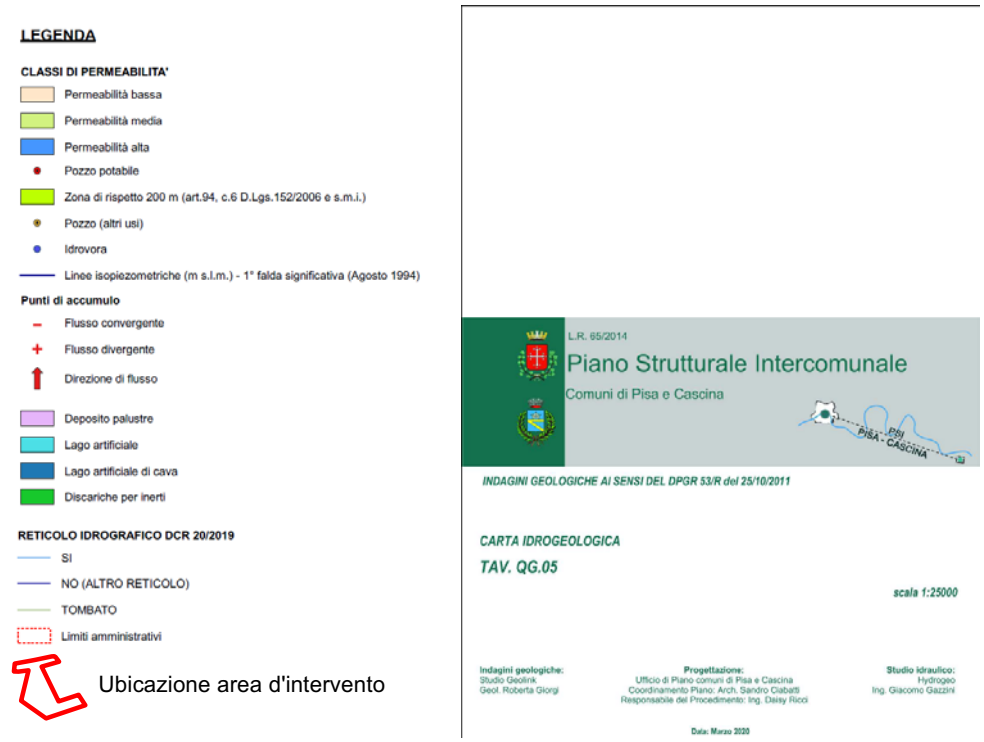 LEGENDA
CLASSI DI PERMEABILITA'
Permeabilità bassa
Permeabilità media
Permeabilità alta
Pozzo potabile
Zona di rispetto 200 m (art.94, c.6 D.Lgs.152/2006 e s.m.i.)
Pozzo (altri usi)
Idrovora
Linee isopiezometriche (m s.l.m.) - 1° falda significativa (Agosto 1994)
Punti di accumulo
Flusso convergente
Flusso divergente
Direzione di flusso
Deposito palustre
Lago artificiale
Lago artificiale di cava
Discariche per inerti
RETICOLO IDROGRAFICO DCR 20/2019
SI
NO (ALTRO RETICOLO)
TOMBATO
Limiti amministrativi
Ubicazione area d'intervento
L.R. 65/2014
Piano Strutturale Intercomunale
Comuni di Pisa e Cascina
PSI
PISA - CASCINA
INDAGINI GEOLOGICHE AI SENSI DEL DPGR 53/R del 25/10/2011
CARTA IDROGEOLOGICA
TAV. QG.05
scala 1:25000
Indagini geologiche:
Studio Geolink
Geol. Roberta Giorgi
Progettazione:
Ufficio di Piano comuni di Pisa e Cascina
Coordinamento Piano: Arch. Sandro Ciabatti
Responsabile del Procedimento: Ing. Daisy Ricci
Studio idraulico:
Hydrogeo
Ing. Giacomo Gazzini
Data: Marzo 2020